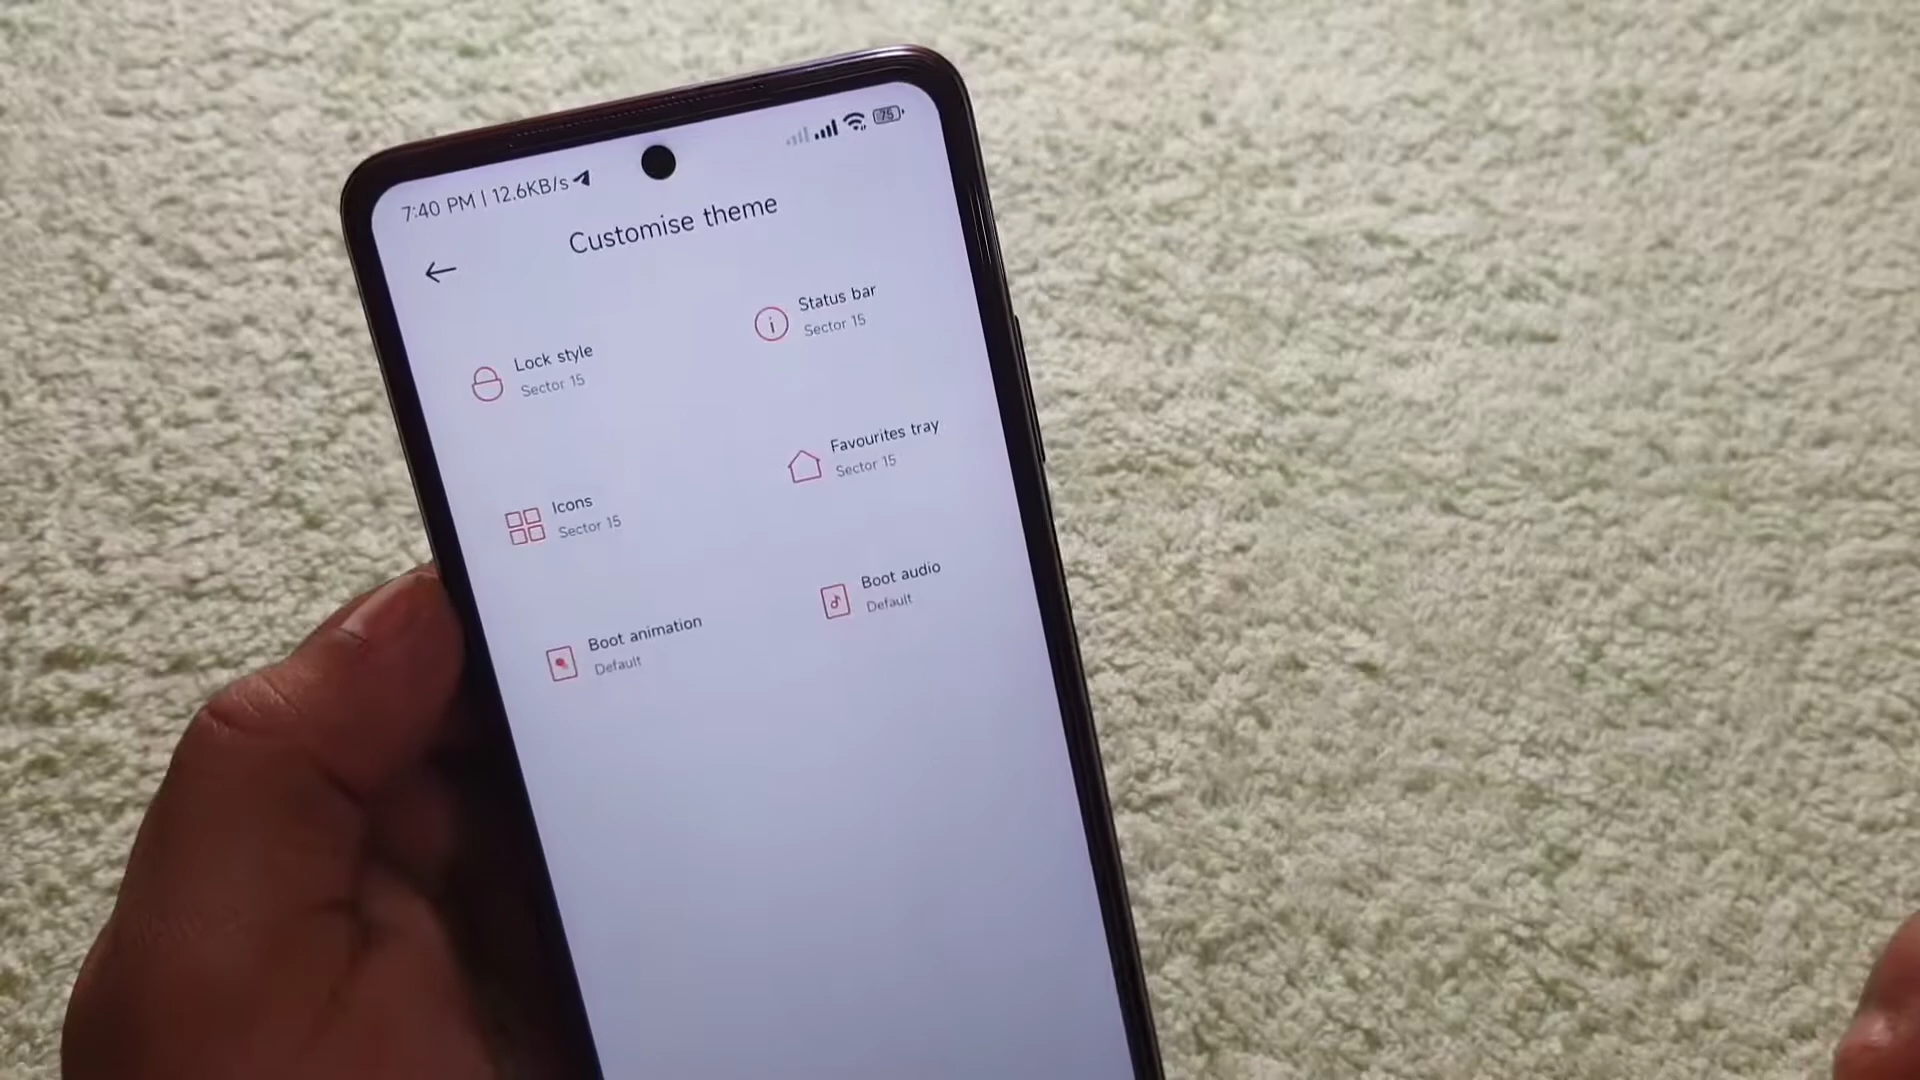 7:40 PM | 12.6KB/s
75
Customise theme
Lock style
Sector 15
Status bar
Sector 15
Icons
Sector 15
Favourites tray
Sector 15
Boot animation
Default
Boot audio
Default